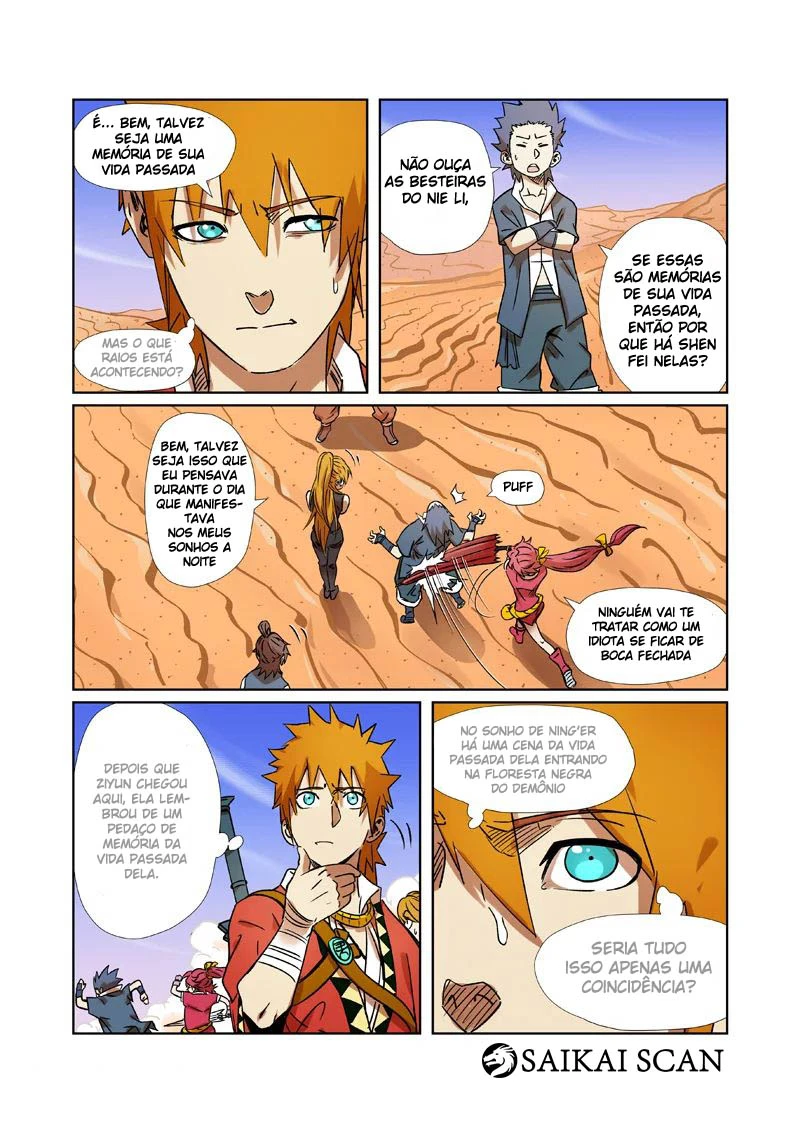 É... BEM, TALVEZ
SEJA UMA
MEMÓRIA DE SUA
VIDA PASSADA
MAS O QUE
RAIOS ESTÁ
ACONTECENDO?
NÃO OUÇA
AS BESTEIRAS
DO NIE LI,
SE ESSAS
SÃO MEMÓRIAS
DE SUA VIDA
PASSADA,
ENTÃO POR
QUE HÁ SHEN
FEI NELAS?
BEM, TALVEZ
SEJA ISSO QUE
EU PENSAVA
DURANTE O DIA
QUE MANIFES-
TAVA
NOS MEUS
SONHOS A
NOITE
PUFF
NINGUÉM VAI TE
TRATAR COMO UM
IDIOTA SE FICAR DE
BOCA FECHADA
DEPOIS QUE
ZIYUN CHEGOU
AQUI, ELA LEM-
BROU DE UM
PEDAÇO DE
MEMÓRIA DA
VIDA PASSADA
DELA.
NO SONHO DE NING'ER
HÁ UMA CENA DA VIDA
PASSADA DELA ENTRANDO
NA FLORESTA NEGRA
DO DEMÔNIO
SERIA TUDO
ISSO APENAS UMA
COINCIDÊNCIA?
SAIKAI SCAN